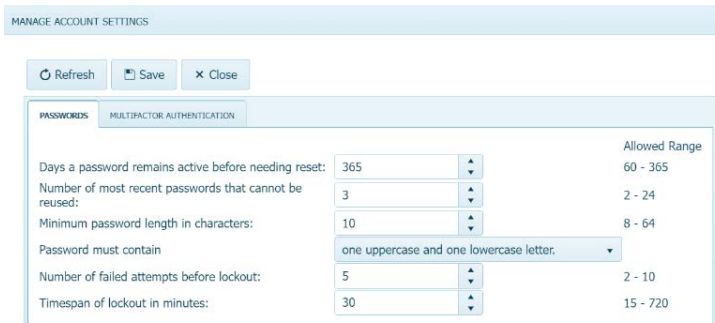 MANAGE ACCOUNT SETTINGS
Refresh Save Close
PASSWORDS MULTIFACTOR AUTHENTICATION
Allowed Range
Days a password remains active before needing reset: 365 60 - 365
Number of most recent passwords that cannot be
reused: 3 2 - 24
Minimum password length in characters: 10 8 - 64
Password must contain one uppercase and one lowercase letter.
Number of failed attempts before lockout: 5 2 - 10
Timespan of lockout in minutes: 30 15 - 720